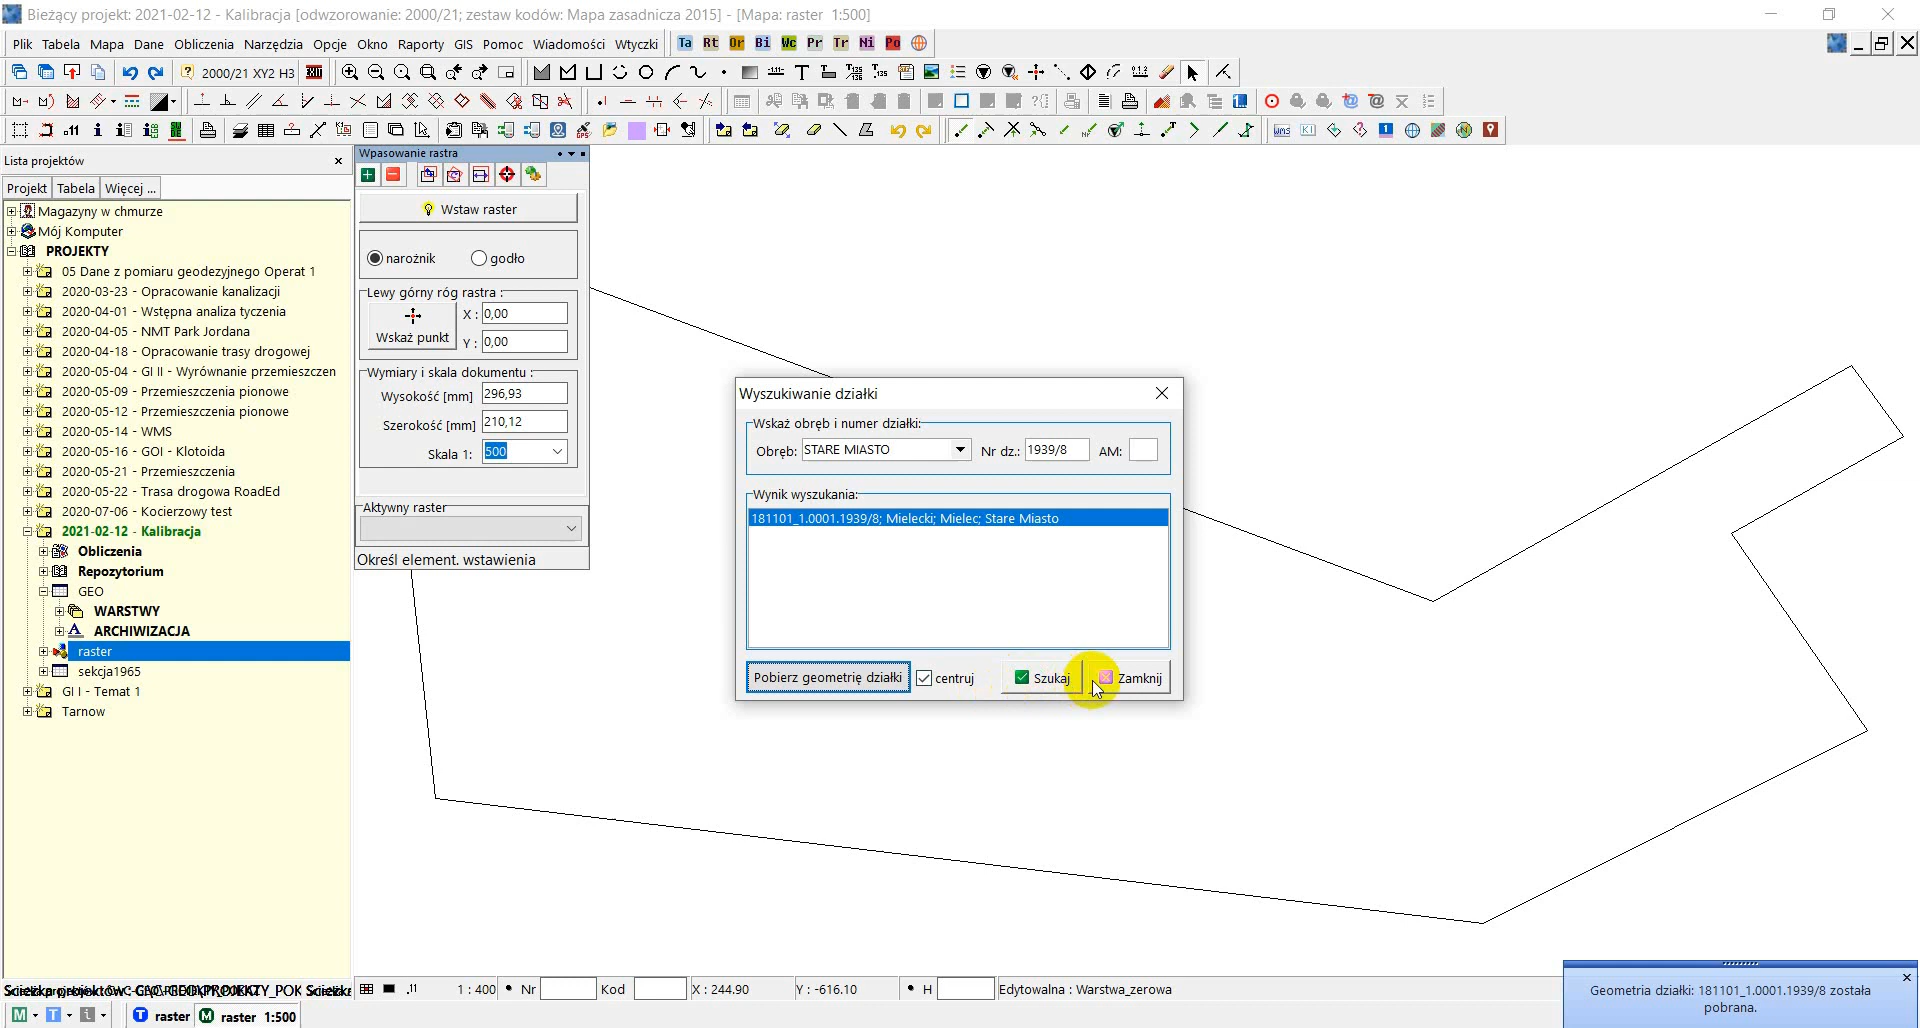 Bieżący projekt: 2021-02-12 - Kalibracja [odwzorowanie: 2000/21; zestaw kodów: Mapa zasadnicza 2015] - [Mapa: raster 1:500]
Plik Tabela Mapa Dane Obliczenia Narzędzia Opcje Okno Raporty GIS Pomoc Wiadomości Wtyczki Ta Rt Or Bi Wc Pr Tr Ni Po
2000/21 XY2 H3
Lista projektów
Projekt Tabela Więcej ...
Magazyny w chmurze
Mój Komputer
PROJEKTY
05 Dane z pomiaru geodezyjnego Operat 1
2020-03-23 - Opracowanie kanalizacji
2020-04-01 - Wstępna analiza tyczenia
2020-04-05 - NMT Park Jordana
2020-04-18 - Opracowanie trasy drogowej
2020-05-04 - GI II - Wyrównanie przemieszczen
2020-05-09 - Przemieszczenia pionowe
2020-05-12 - Przemieszczenia pionowe
2020-05-14 - WMS
2020-05-16 - GOI - Klotoida
2020-05-21 - Przemieszczenia
2020-05-22 - Trasa drogowa RoadEd
2020-07-06 - Kocierzowy test
2021-02-12 - Kalibracja
Obliczenia
Repozytorium
GEO
WARSTWY
ARCHIWIZACJA
raster
sekcja1965
GI I - Temat 1
Tarnow
Wpasowanie rastra
Wstaw raster
narożnik godło
Lewy górny róg rastra :
Wskaż punkt
X : 0,00
Y : 0,00
Wymiary i skala dokumentu :
Wysokość [mm] 296,93
Szerokość [mm] 210,12
Skala 1: 500
Aktywny raster
Określ element. wstawienia
Wyszukiwanie działki
Wskaż obręb i numer działki:
Obręb: STARE MIASTO Nr dz.: 1939/8 AM:
Wynik wyszukania:
181101_1.0001.1939/8; Mielecki; Mielec; Stare Miasto
Pobierz geometrię działki centruj Szukaj Zamknij
1 : 400 Nr Kod X : 244.90 Y : -616.10 H Edytowalna : Warstwa_zerowa
M T i T raster M raster 1:500
Geometria działki: 181101_1.0001.1939/8 została
pobrana.